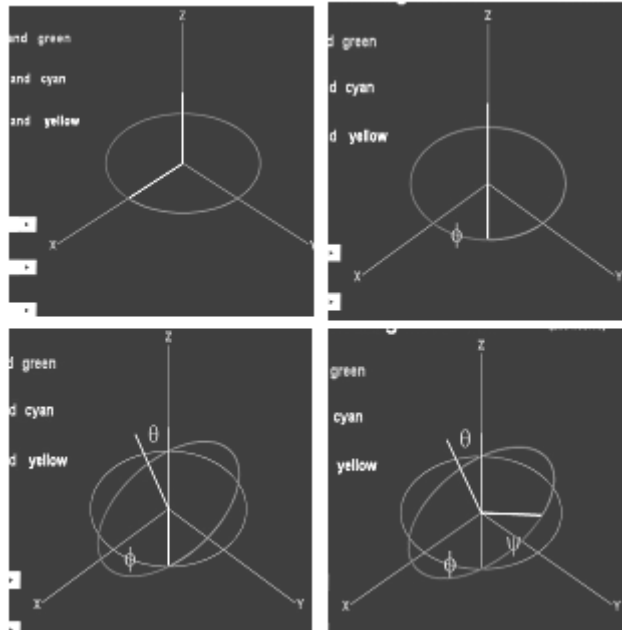 Z
and green
and cyan
and yellow
X
Y
Z
d green
d cyan
d yellow
ϕ
X
Y
Z
d green
θ
d cyan
d yellow
ϕ
X
Y
Z
green
cyan
θ
yellow
ψ
ϕ
X
Y